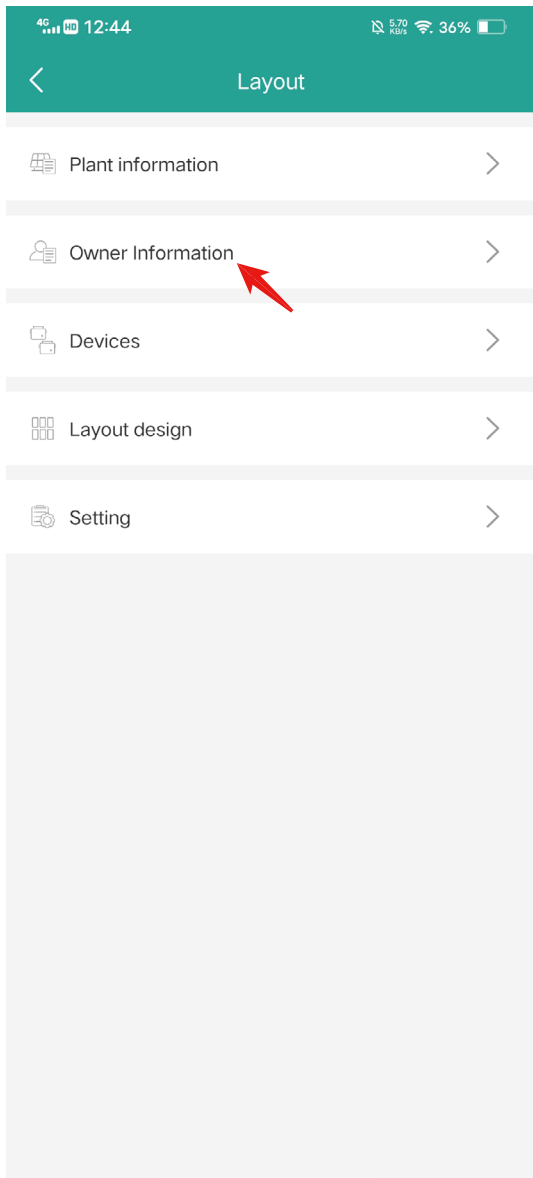 4G HD 12:44 5.70 KB/s 36%
Layout
Plant information
Owner Information
Devices
Layout design
Setting